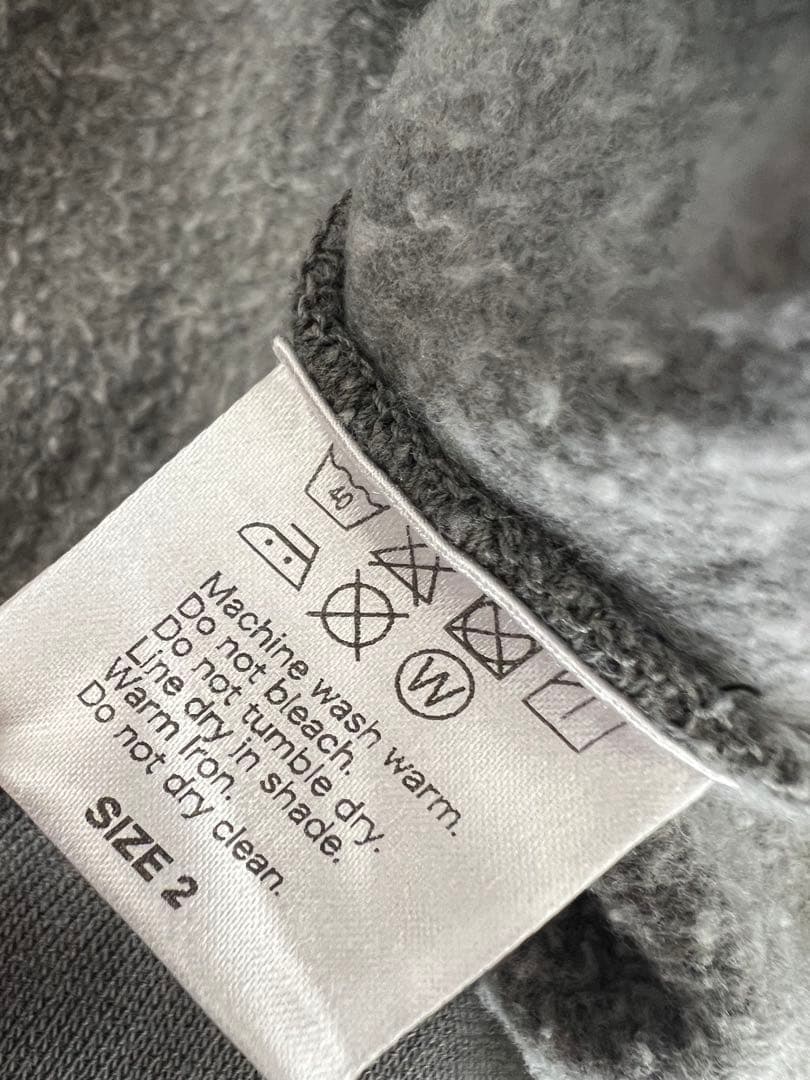 40
W
Machine wash warm.
Do not bleach.
Do not tumble dry.
Line dry in shade.
Warm Iron.
Do not dry clean.
SIZE 2